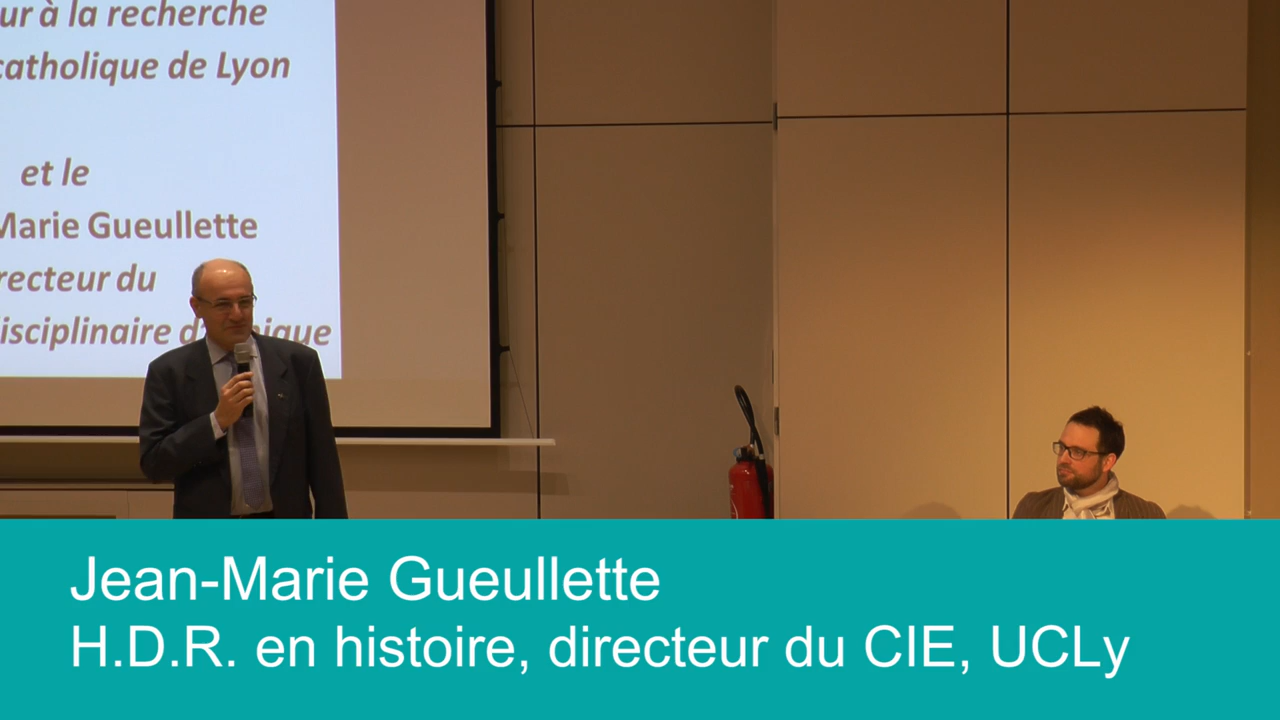 ur à la recherche
catholique de Lyon
et le
Marie Gueullette
recteur du
isciplinaire
Jean-Marie Gueullette
H.D.R. en histoire, directeur du CIE, UCLy